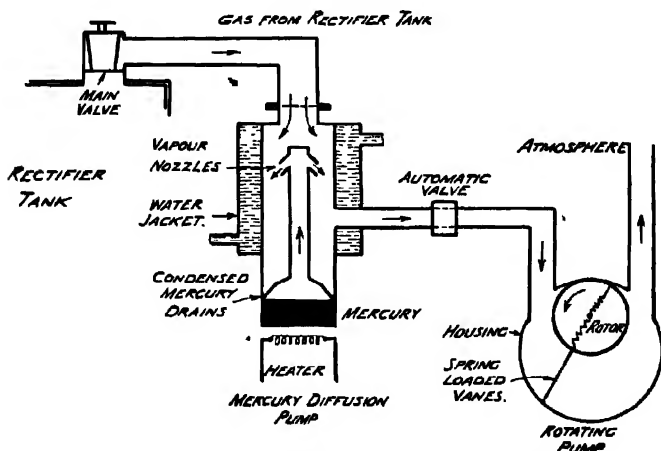 GAS FROM RECTIFIER TANK
MAIN
VALVE
RECTIFIER
TANK
VAPOUR
NOZZLES
WATER
JACKET.
CONDENSED
MERCURY
DRAINS
MERCURY
HEATER
MERCURY DIFFUSION
PUMP
AUTOMATIC
VALVE
ATMOSPHERE
HOUSING
ROTOR
SPRING
LOADED
VANES.
ROTATING
PUMP